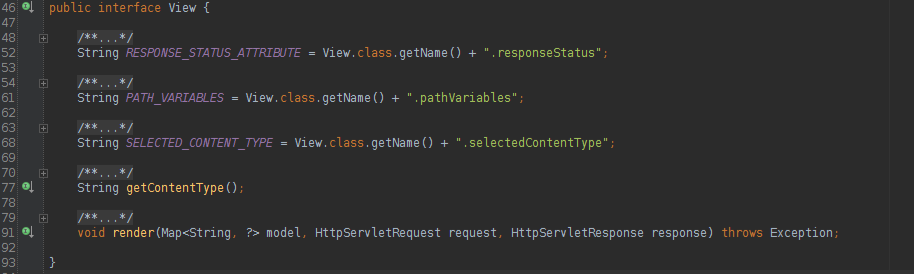 46 public interface View {
47
48 /**...*/
52 String RESPONSE_STATUS_ATTRIBUTE = View.class.getName() + ".responseStatus";
53
54 /**...*/
61 String PATH_VARIABLES = View.class.getName() + ".pathVariables";
62
63 /**...*/
68 String SELECTED_CONTENT_TYPE = View.class.getName() + ".selectedContentType";
69
70 /**...*/
77 String getContentType();
78
79 /**...*/
91 void render(Map<String, ?> model, HttpServletRequest request, HttpServletResponse response) throws Exception;
92
93 }